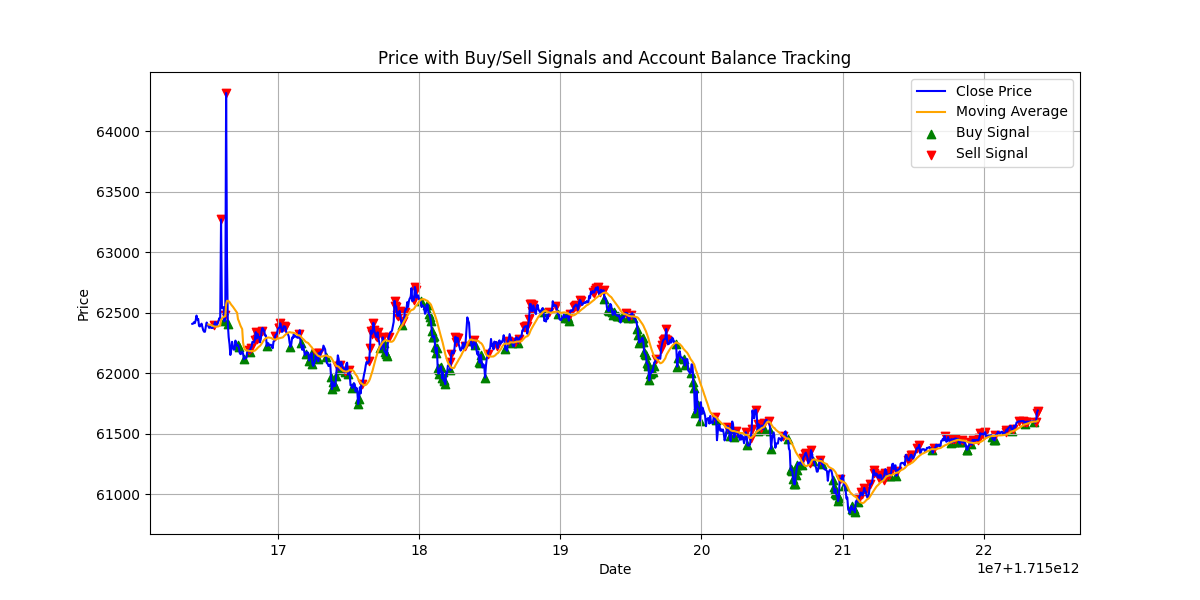 Price with Buy/Sell Signals and Account Balance Tracking
Close Price
Moving Average
Buy Signal
Sell Signal
Price
64000
63500
63000
62500
62000
61500
61000
17 18 19 20 21 22
Date
1e7+1.715e12